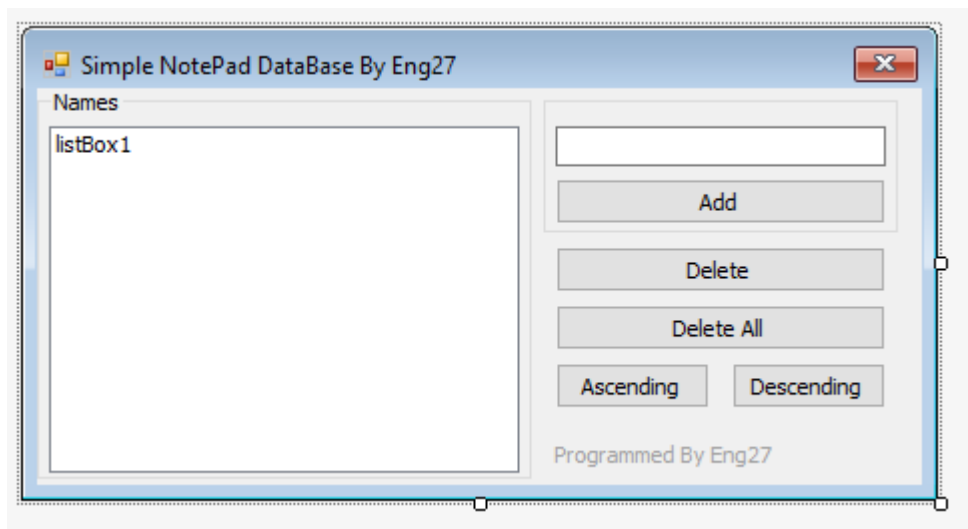 Simple NotePad DataBase By Eng27
Names
listBox1
Add
Delete
Delete All
Ascending
Descending
Programmed By Eng27